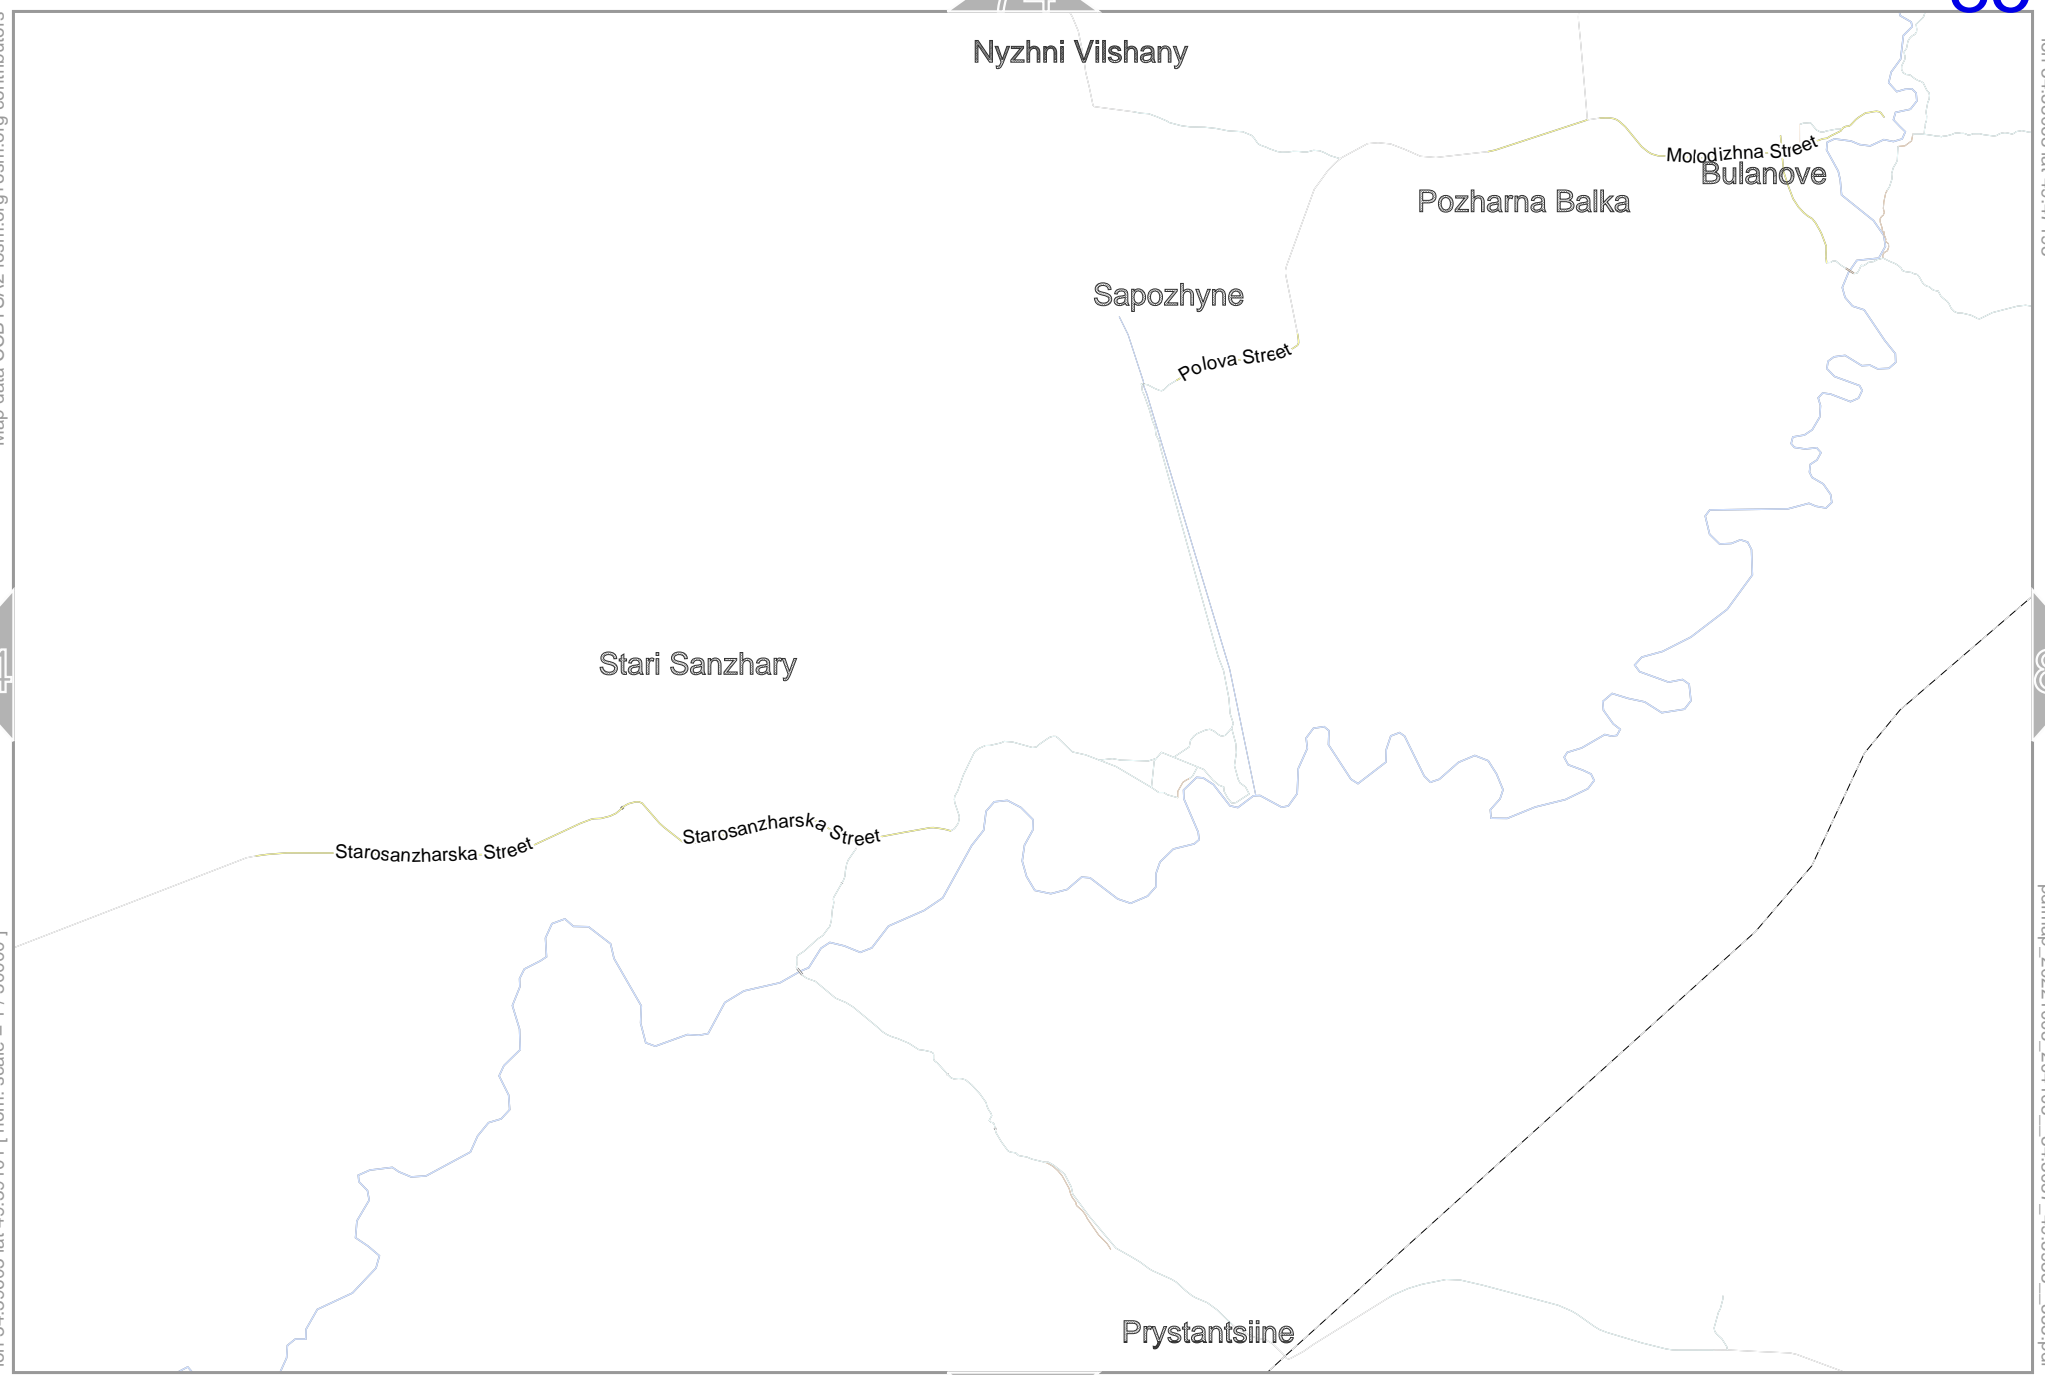 Nyzhni Vilshany
Molodizhna Street
Bulanove
Pozharna Balka
Sapozhyne
Polova Street
Stari Sanzhary
Starosanzharska Street
Starosanzharska Street
Prystantsiine